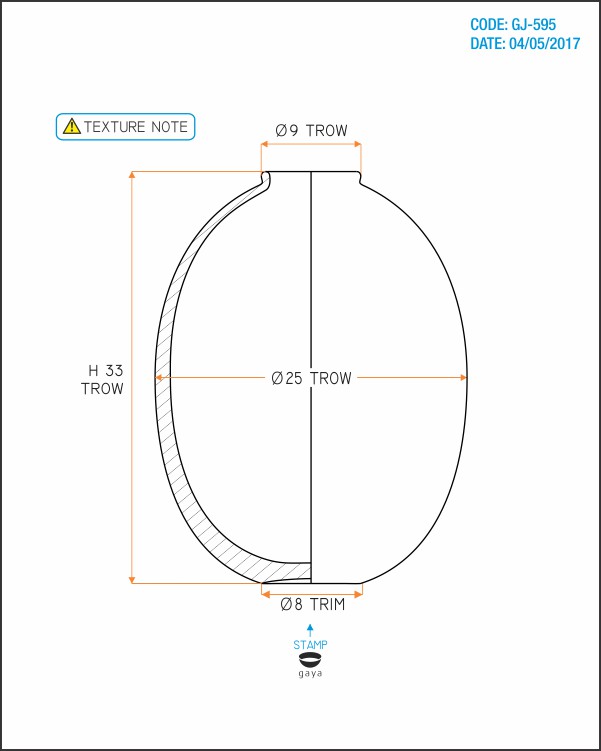 CODE: GJ-595
DATE: 04/05/2017
TEXTURE NOTE
Ø9 TROW
H 33
TROW
Ø25 TROW
Ø8 TRIM
STAMP
gaya